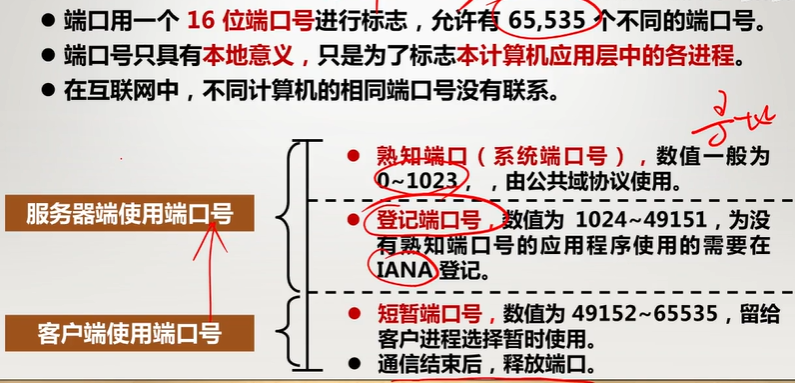 ● 端口用一个 16 位端口号进行标志，允许有 65,535 个不同的端口号。
● 端口号只具有本地意义，只是为了标志本计算机应用层中的各进程。
● 在互联网中，不同计算机的相同端口号没有联系。
● 熟知端口（系统端口号），数值一般为
0~1023，，由公共域协议使用。
服务器端使用端口号
● 登记端口号，数值为 1024~49151，为没
有熟知端口号的应用程序使用的需要在
IANA 登记。
客户端使用端口号
● 短暂端口号，数值为 49152~65535，留给
客户进程选择暂时使用。
● 通信结束后，释放端口。